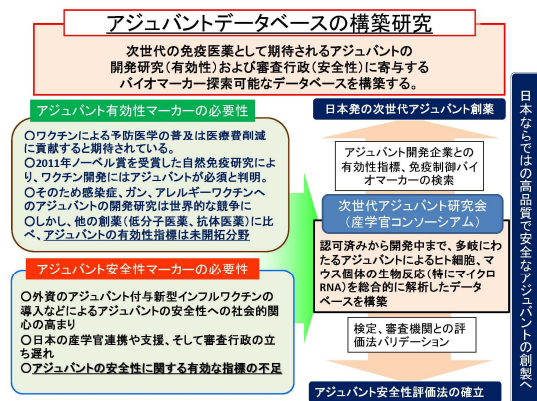 アジュバントデータベースの構築研究
次世代の免疫医薬として期待されるアジュバントの
開発研究(有効性)および審査行政(安全性)に寄与する
バイオマーカー探索可能なデータベースを構築する。
アジュバント有効性マーカーの必要性
○ワクチンによる予防医学の普及は医療費削減
に貢献すると期待されている。
○2011年ノーベル賞を受賞した自然免疫研究によ
り、ワクチン開発にはアジュバントが必須と判明。
○そのため感染症、ガン、アレルギーワクチンへ
のアジュバントの開発研究は世界的な競争に
○しかし、他の創薬(低分子医薬、抗体医薬)に比
べ、アジュバントの有効性指標は未開拓分野
アジュバント安全性マーカーの必要性
○外資のアジュバント付与新型インフルワクチンの
導入などによるアジュバントの安全性への社会的関
心の高まり
○日本の産学官連携や支援、そして審査行政の立
ち遅れ
○アジュバントの安全性に関する有効な指標の不足
日本発の次世代アジュバント創薬
アジュバント開発企業との
有効性指標、免疫制御バイ
オマーカーの検索
次世代アジュバント研究会
(産学官コンソーシアム)
認可済みから開発中まで、多岐にわ
たるアジュバントによるヒト細胞、マ
ウス個体の生物反応(特にマイクロ
RNA)を総合的に解析したデータ
ベースを構築
検定、審査機関との評
価法バリデーション
アジュバント安全性評価法の確立
日本ならではの高品質で安全なアジュバントの創製へ